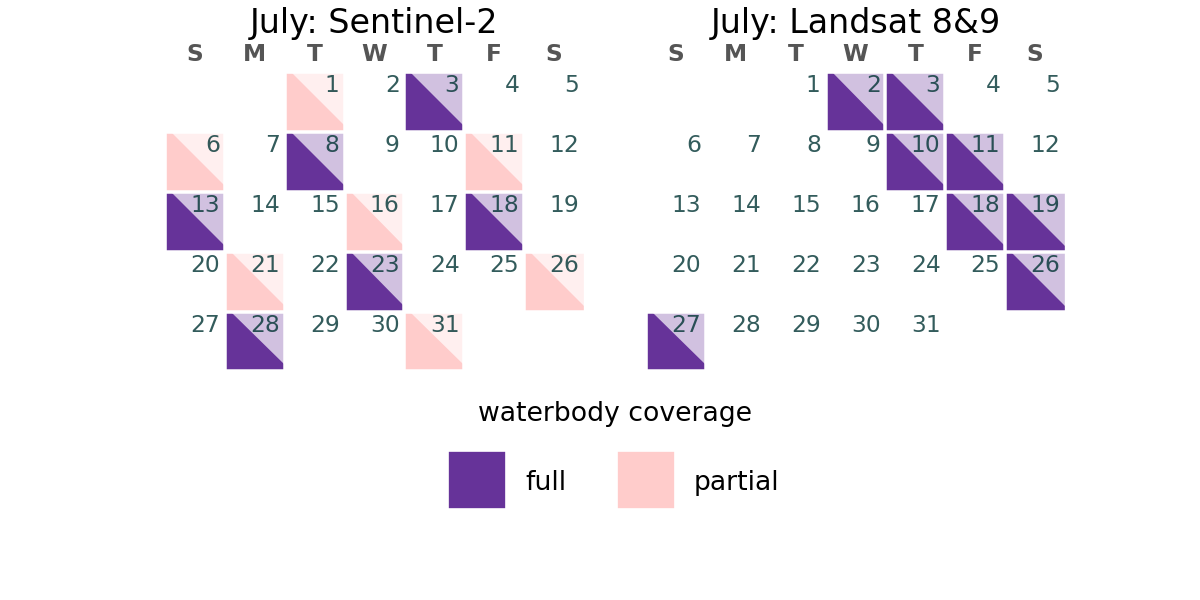 July: Sentinel-2
S M T W T F S
1 2 3 4 5
6 7 8 9 10 11 12
13 14 15 16 17 18 19
20 21 22 23 24 25 26
27 28 29 30 31
July: Landsat 8&9
S M T W T F S
1 2 3 4 5
6 7 8 9 10 11 12
13 14 15 16 17 18 19
20 21 22 23 24 25 26
27 28 29 30 31
waterbody coverage
full partial